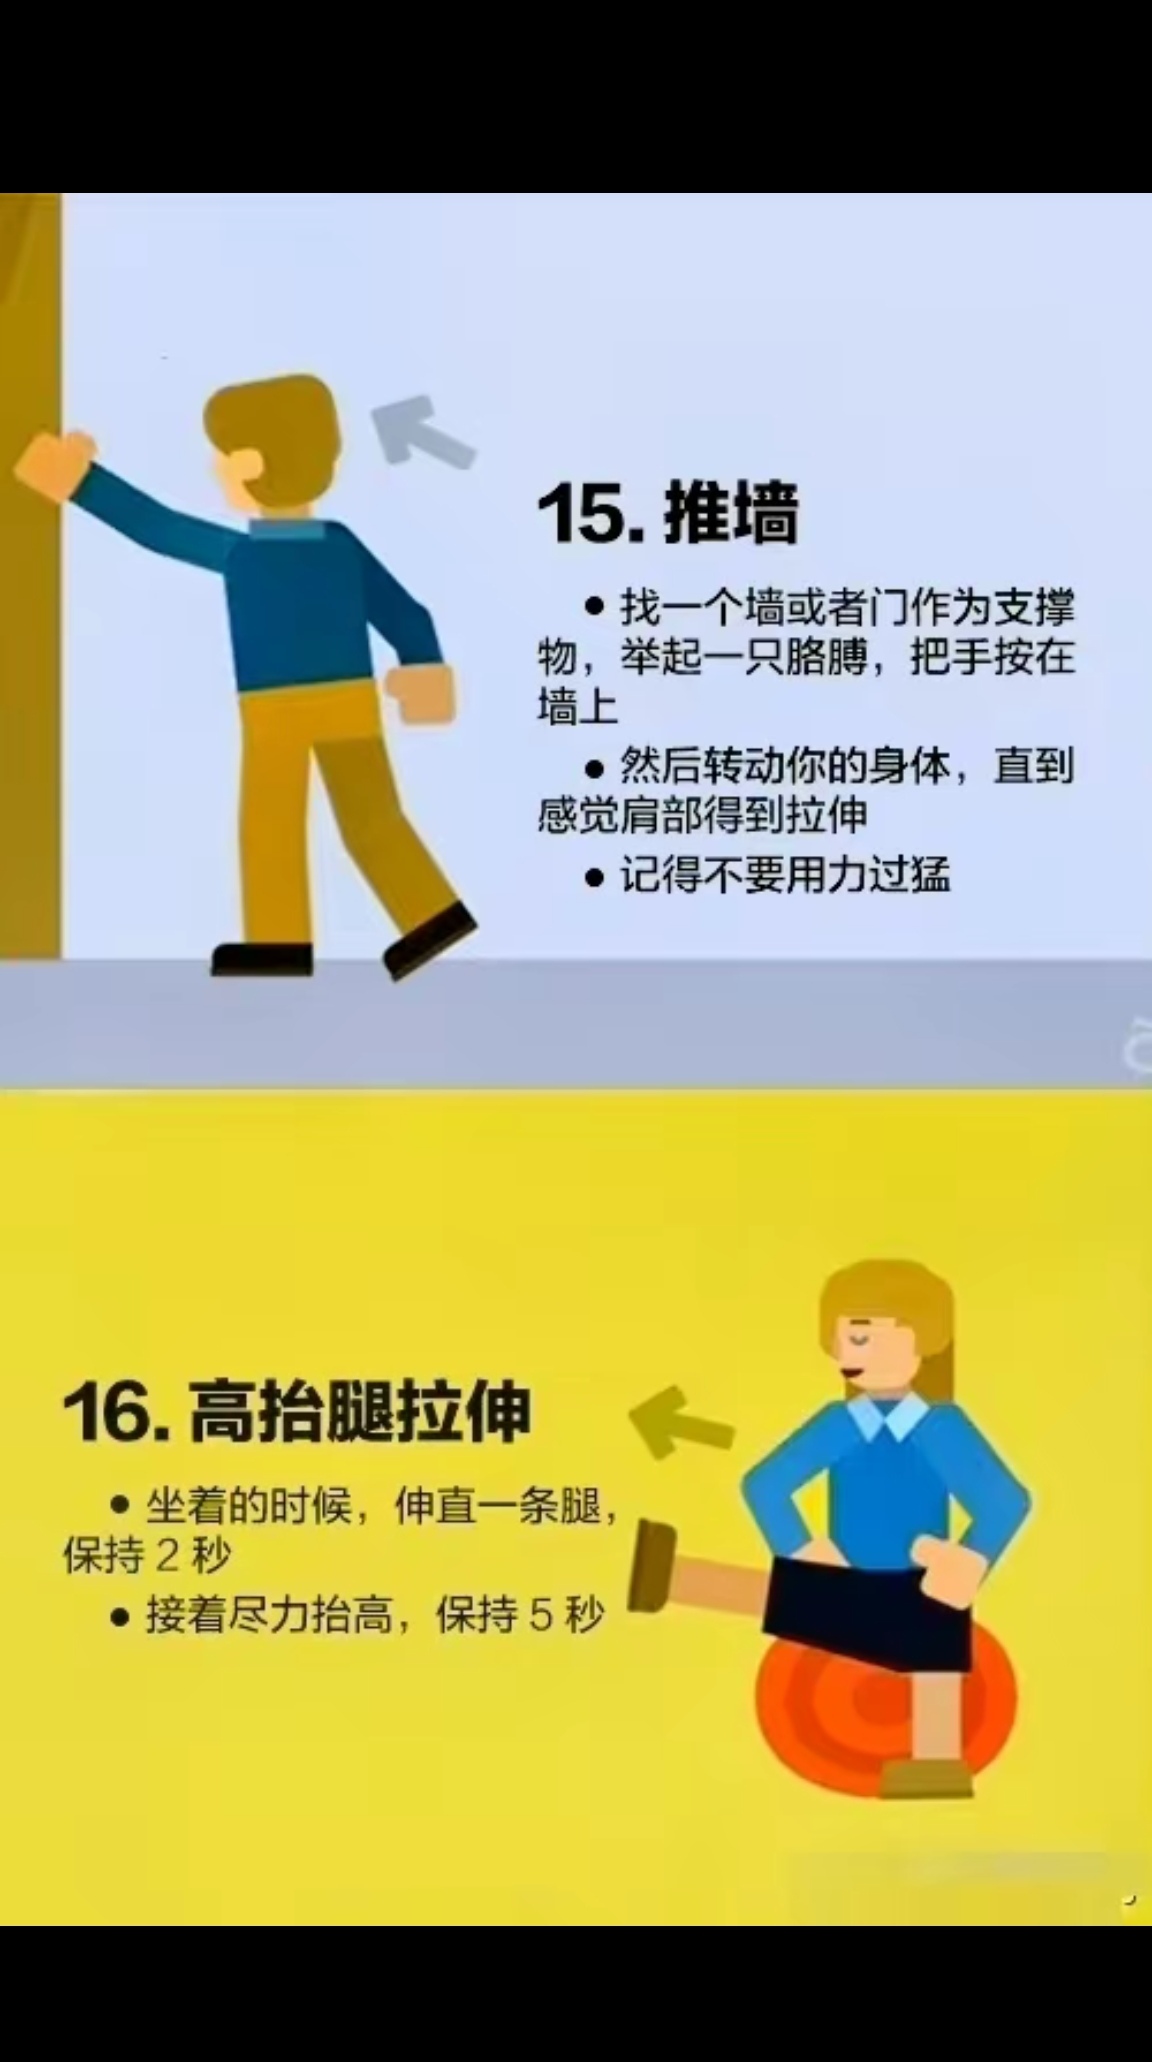 15. 推墙
● 找一个墙或者门作为支撑
物，举起一只胳膊，把手按在
墙上
● 然后转动你的身体，直到
感觉肩部得到拉伸
● 记得不要用力过猛
16. 高抬腿拉伸
● 坐着的时候，伸直一条腿，
保持 2 秒
● 接着尽力抬高，保持 5 秒